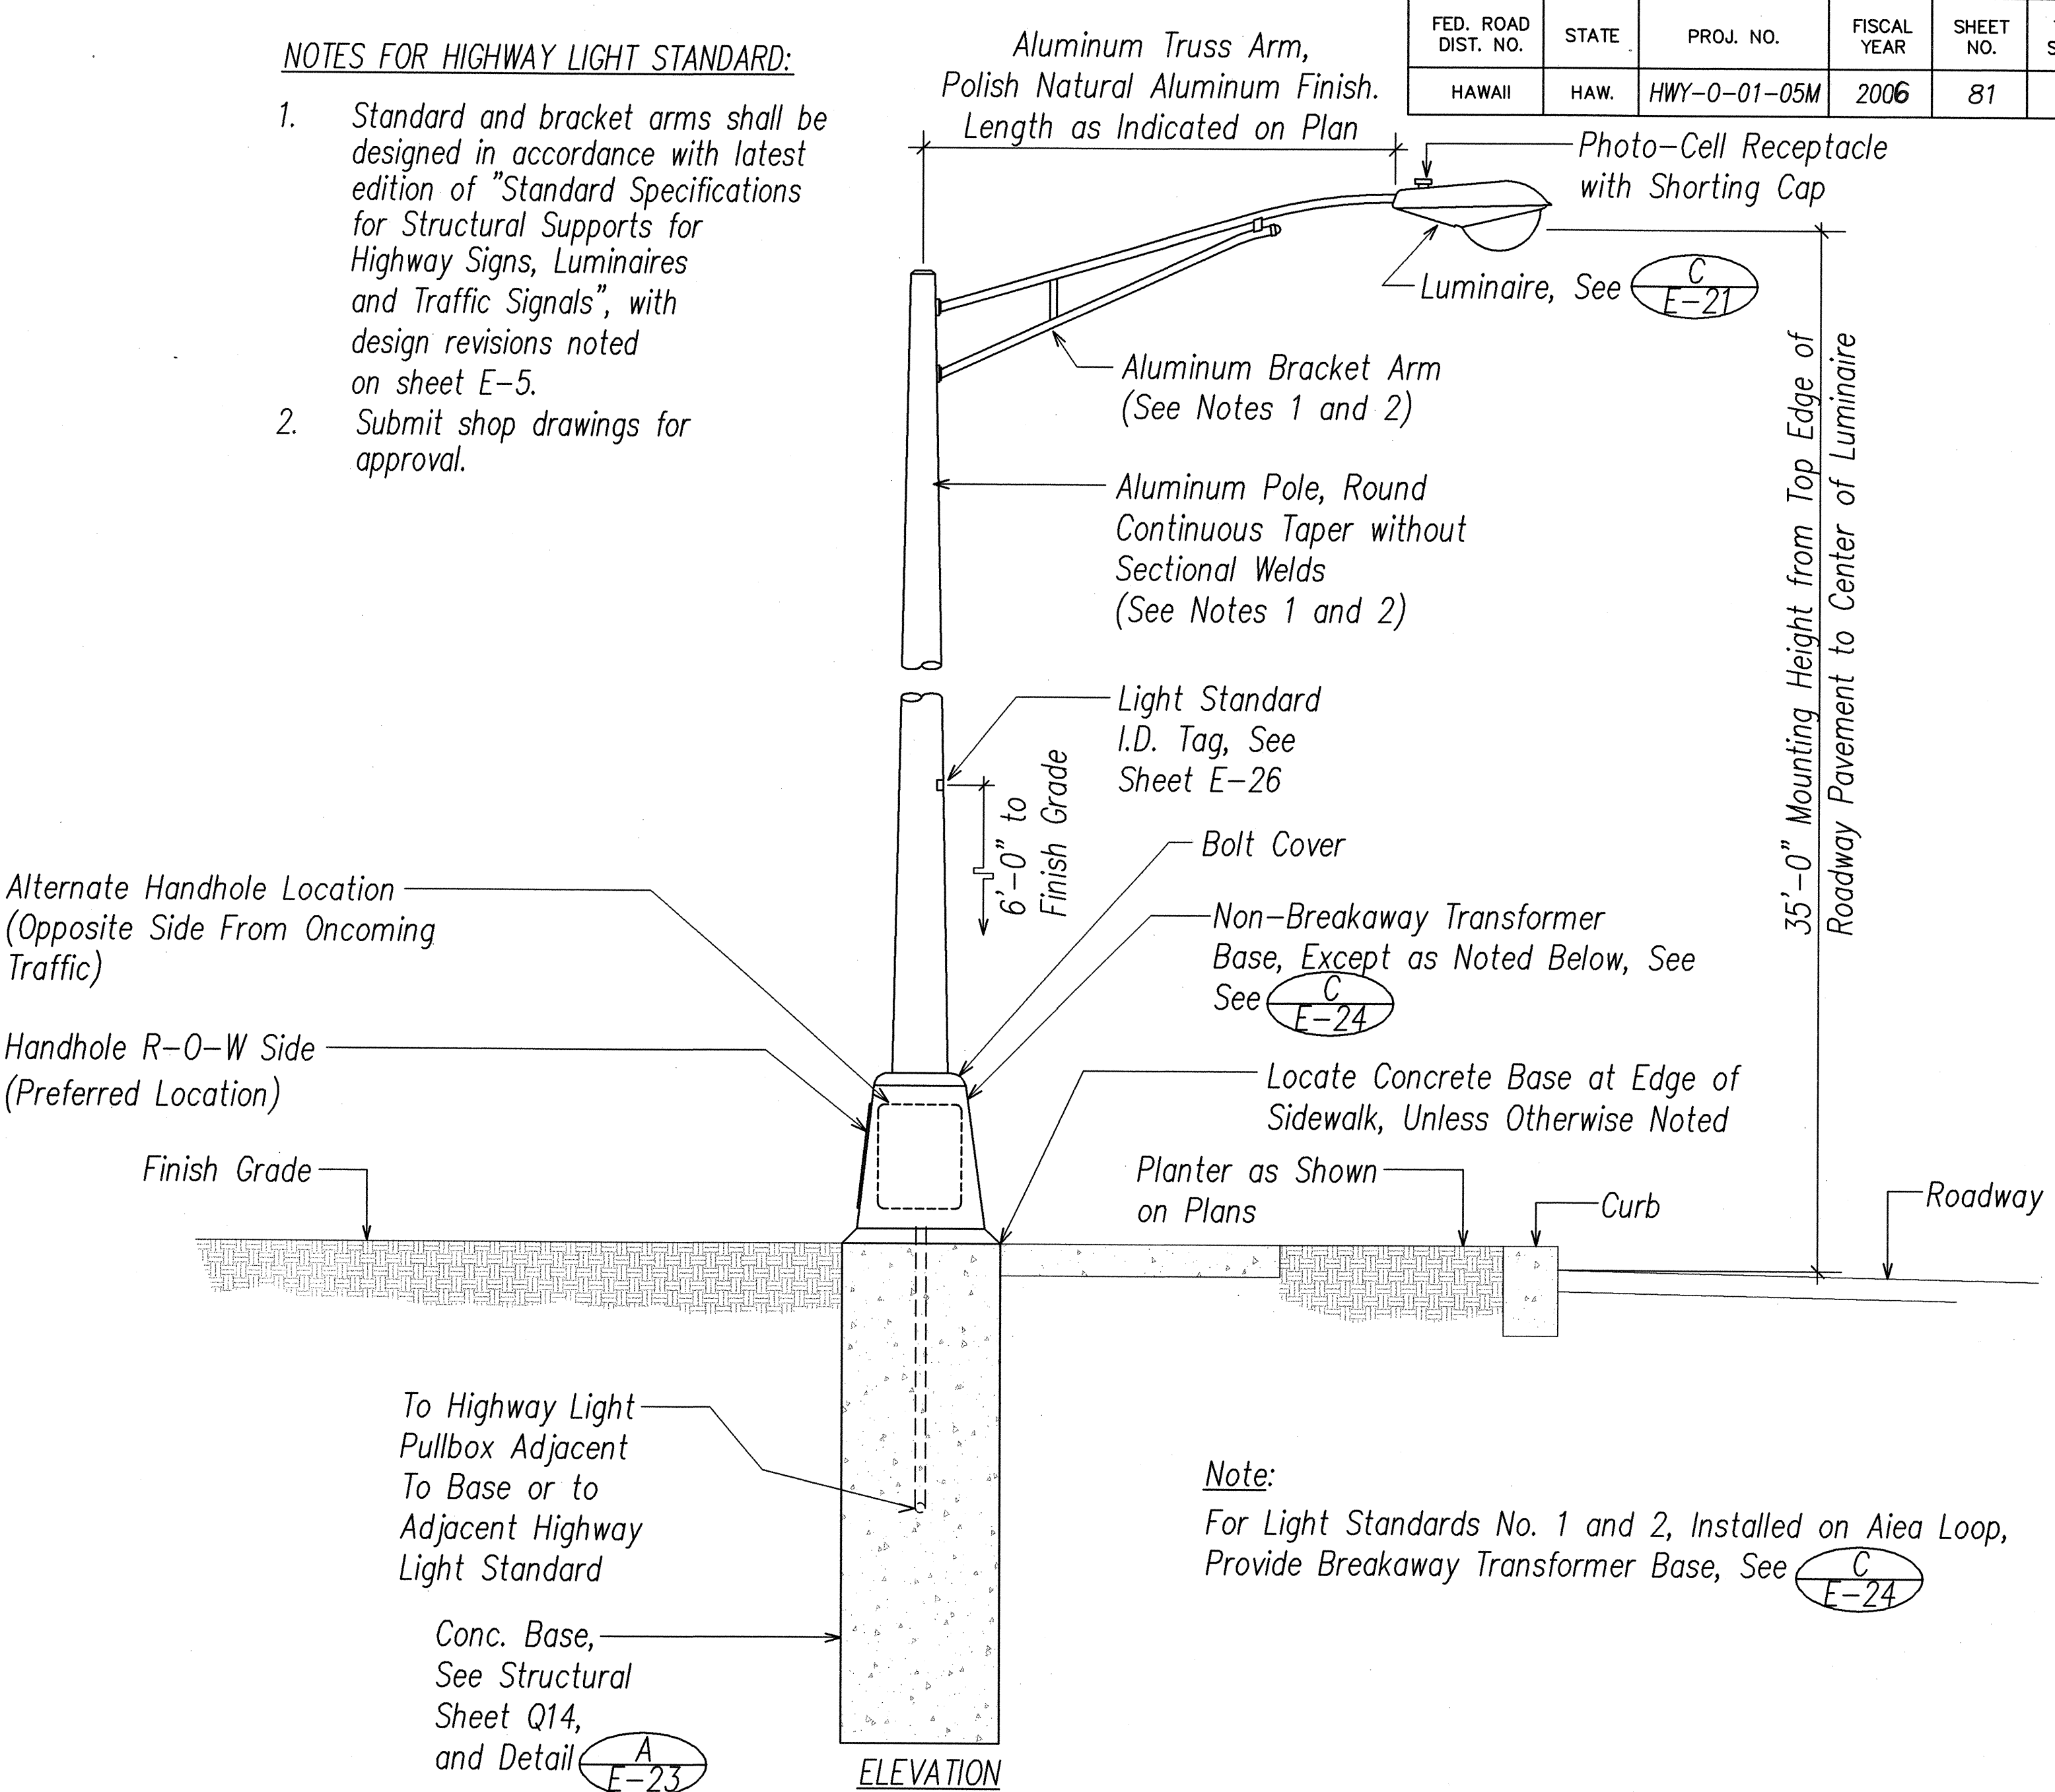 NOTES FOR HIGHWAY LIGHT STANDARD:
1. Standard and bracket arms shall be
designed in accordance with latest
edition of "Standard Specifications
for Structural Supports for
Highway Signs, Luminaires
and Traffic Signals", with
design revisions noted
on sheet E-5.
2. Submit shop drawings for
approval.
Aluminum Truss Arm,
Polish Natural Aluminum Finish.
Length as Indicated on Plan
FED. ROAD
DIST. NO.
STATE
PROJ. NO.
FISCAL
YEAR
SHEET
NO.
HAWAII
HAW.
HWY-O-01-05M
2006
81
Photo-Cell Receptacle
with Shorting Cap
Luminaire, See
C
E-21
Aluminum Bracket Arm
(See Notes 1 and 2)
Aluminum Pole, Round
Continuous Taper without
Sectional Welds
(See Notes 1 and 2)
35'-0" Mounting Height from Top Edge of
Roadway Pavement to Center of Luminaire
Light Standard
I.D. Tag, See
Sheet E-26
6'-0" to
Finish Grade
Bolt Cover
Alternate Handhole Location
(Opposite Side From Oncoming
Traffic)
Non-Breakaway Transformer
Base, Except as Noted Below, See
See
C
E-24
Handhole R-O-W Side
(Preferred Location)
Locate Concrete Base at Edge of
Sidewalk, Unless Otherwise Noted
Finish Grade
Planter as Shown
on Plans
Curb
Roadway
To Highway Light
Pullbox Adjacent
To Base or to
Adjacent Highway
Light Standard
Note:
For Light Standards No. 1 and 2, Installed on Aiea Loop,
Provide Breakaway Transformer Base, See
C
E-24
Conc. Base,
See Structural
Sheet Q14,
and Detail
A
E-23
ELEVATION